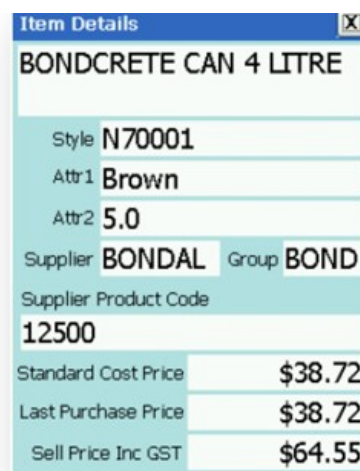 Item Details X
BONDCRETE CAN 4 LITRE
Style N70001
Attr1 Brown
Attr2 5.0
Supplier BONDAL Group BOND
Supplier Product Code
12500
Standard Cost Price $38.72
Last Purchase Price $38.72
Sell Price Inc GST $64.55